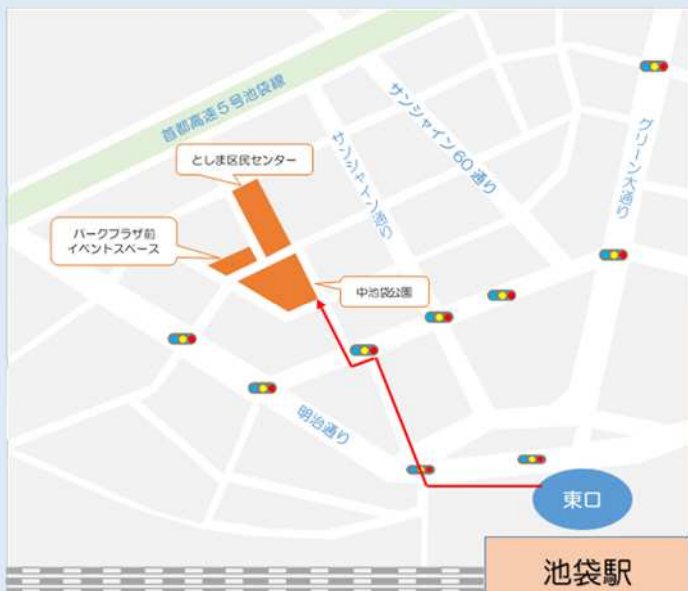 首都高速5号池袋線
サンシャイン60通り
サンシャイン通り
グリーン大通り
としま区民センター
パークプラザ前
イベントスペース
中池袋公園
明治通り
東口
池袋駅